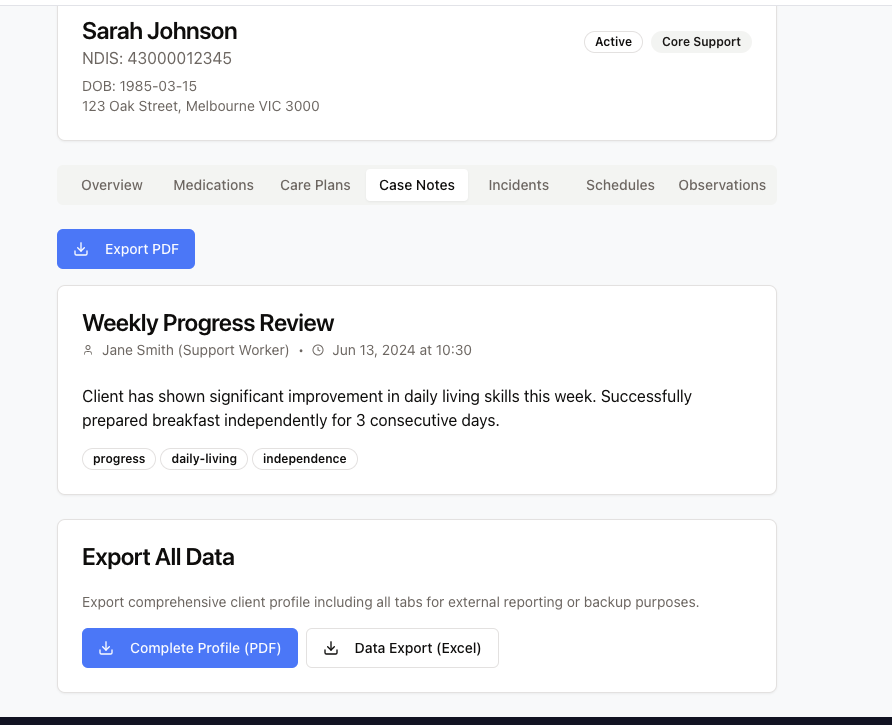 Sarah Johnson
NDIS: 43000012345
Active
Core Support
DOB: 1985-03-15
123 Oak Street, Melbourne VIC 3000
Overview
Medications
Care Plans
Case Notes
Incidents
Schedules
Observations
Export PDF
Weekly Progress Review
Jane Smith (Support Worker) • Jun 13, 2024 at 10:30
Client has shown significant improvement in daily living skills this week. Successfully
prepared breakfast independently for 3 consecutive days.
progress
daily-living
independence
Export All Data
Export comprehensive client profile including all tabs for external reporting or backup purposes.
Complete Profile (PDF)
Data Export (Excel)